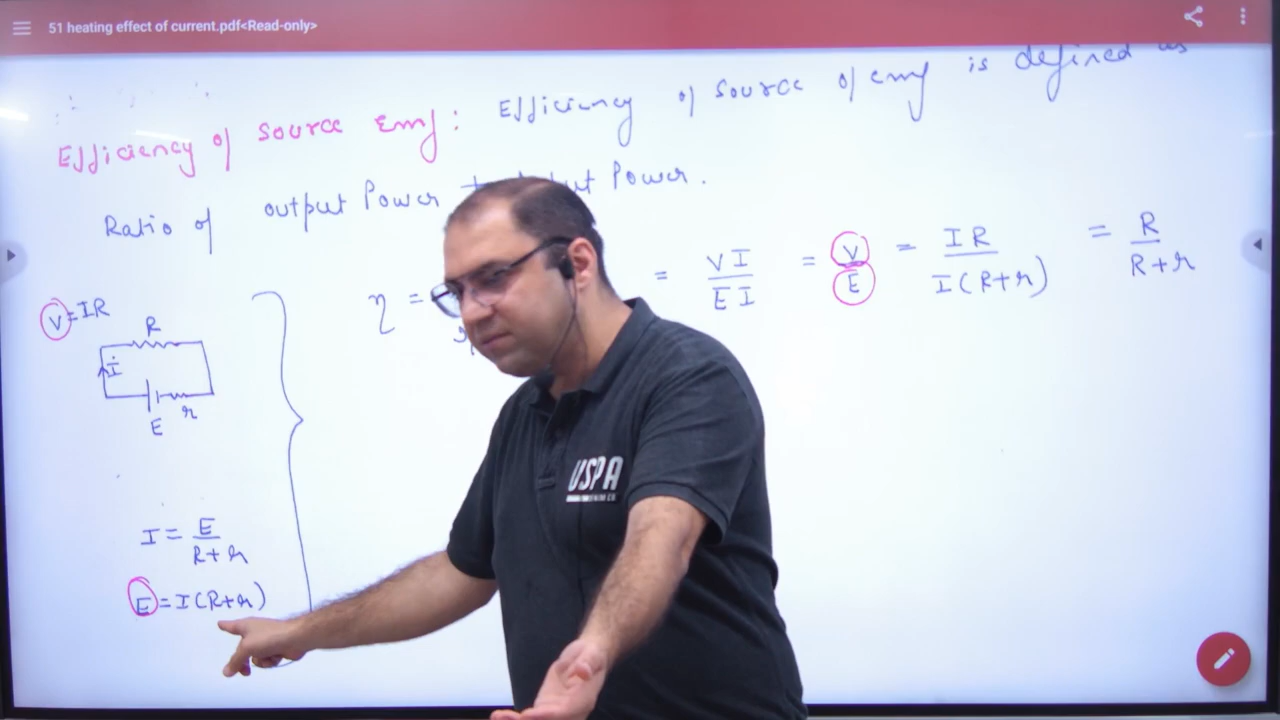 51 heating effect of current.pdf<Read-only>
Efficiency of source Emf : Efficiency of source of emf is defined as
Ratio of output Power Power.
η = = VI / EI = V / E = IR / I(R+r) = R / R+r
V=IR
R
I
E r
I = E / R+r
E = I(R+r)
USPA